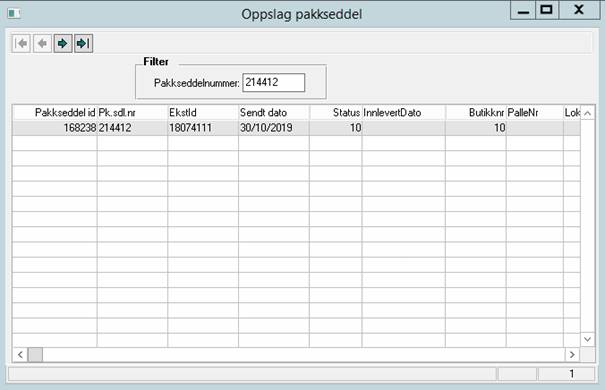 Oppslag pakkseddel
Filter
Pakkseddelnummer: 214412
Pakkseddel id Pk.sdl.nr EkstId Sendt dato Status InnlevertDato Butikknr PalleNr Lok
168238 214412 18074111 30/10/2019 10 10
1